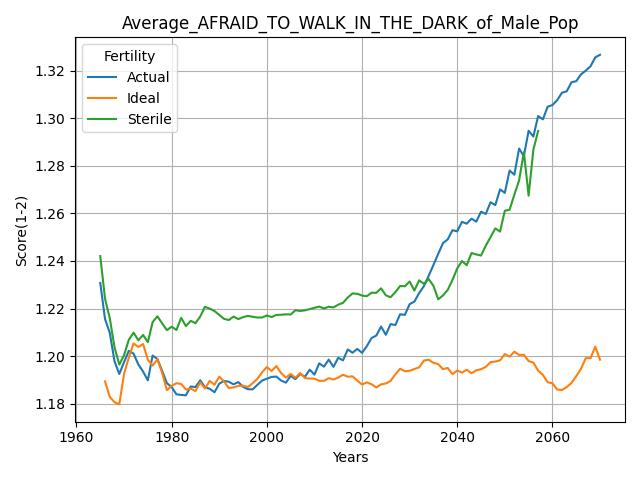 Average_AFRAID_TO_WALK_IN_THE_DARK_of_Male_Pop
Fertility
Actual
Ideal
Sterile
1.32
1.30
1.28
1.26
1.24
1.22
1.20
1.18
Score(1-2)
1960
1980
2000
2020
2040
2060
Years